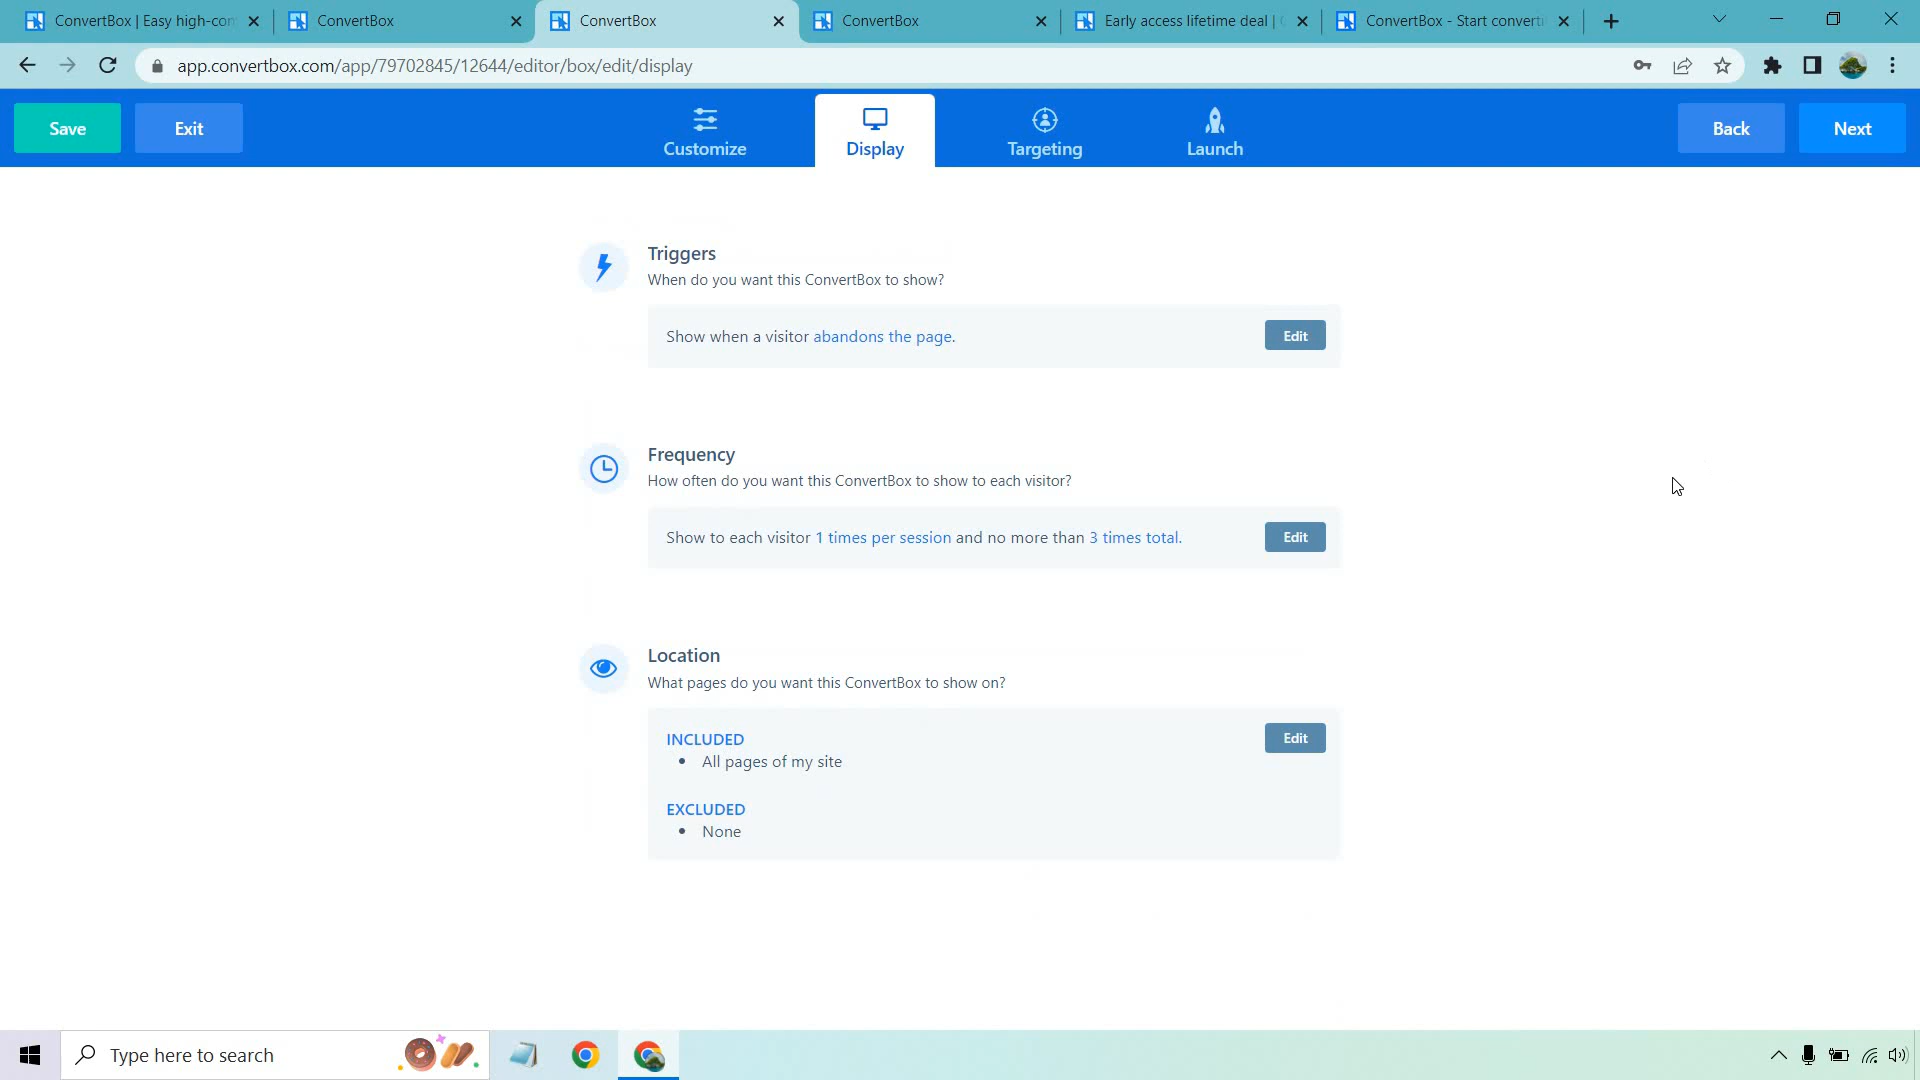 ConvertBox | Easy high-con
ConvertBox
ConvertBox
ConvertBox
Early access lifetime deal |
ConvertBox - Start converti
app.convertbox.com/app/79702845/12644/editor/box/edit/display
Save
Exit
Customize
Display
Targeting
Launch
Back
Next
Triggers
When do you want this ConvertBox to show?
Show when a visitor abandons the page.
Edit
Frequency
How often do you want this ConvertBox to show to each visitor?
Show to each visitor 1 times per session and no more than 3 times total.
Edit
Location
What pages do you want this ConvertBox to show on?
INCLUDED
Edit
• All pages of my site
EXCLUDED
• None
Type here to search